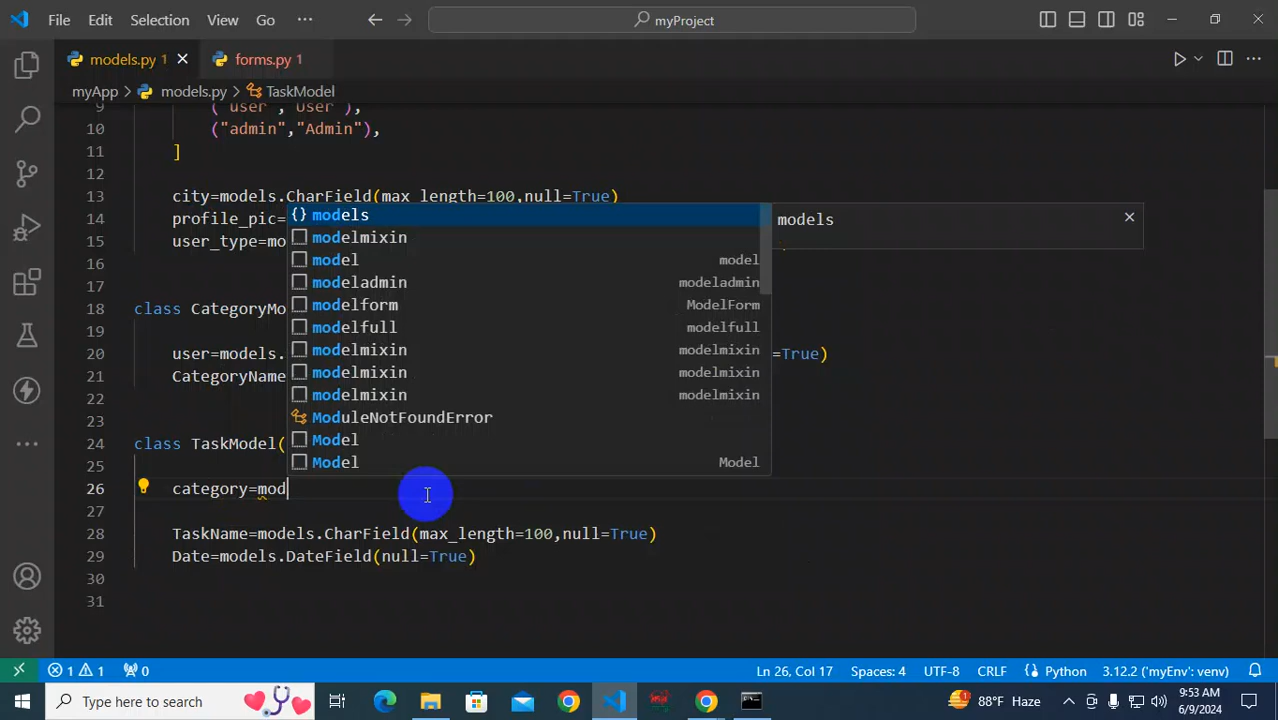 File Edit Selection View Go ··· myProject
models.py 1 forms.py 1
myApp > models.py > TaskModel
9 ("user","User"),
10 ("admin","Admin"),
11 ]
12
13 city=models.CharField(max_length=100,null=True)
14 profile_pic=
15 user_type=mo
16
17
18 class CategoryMo
19
20 user=models. =True)
21 CategoryName
22
23
24 class TaskModel(
25
26 category=mod
27
28 TaskName=models.CharField(max_length=100,null=True)
29 Date=models.DateField(null=True)
30
31
{} models
modelmixin
model model
modeladmin modeladmin
modelform ModelForm
modelfull modelfull
modelmixin modelmixin
modelmixin modelmixin
modelmixin modelmixin
ModuleNotFoundError
Model
Model Model
models
1 1 0 Ln 26, Col 17 Spaces: 4 UTF-8 CRLF Python 3.12.2 ('myEnv': venv)
Type here to search 1 88°F Haze 9:53 AM
6/9/2024